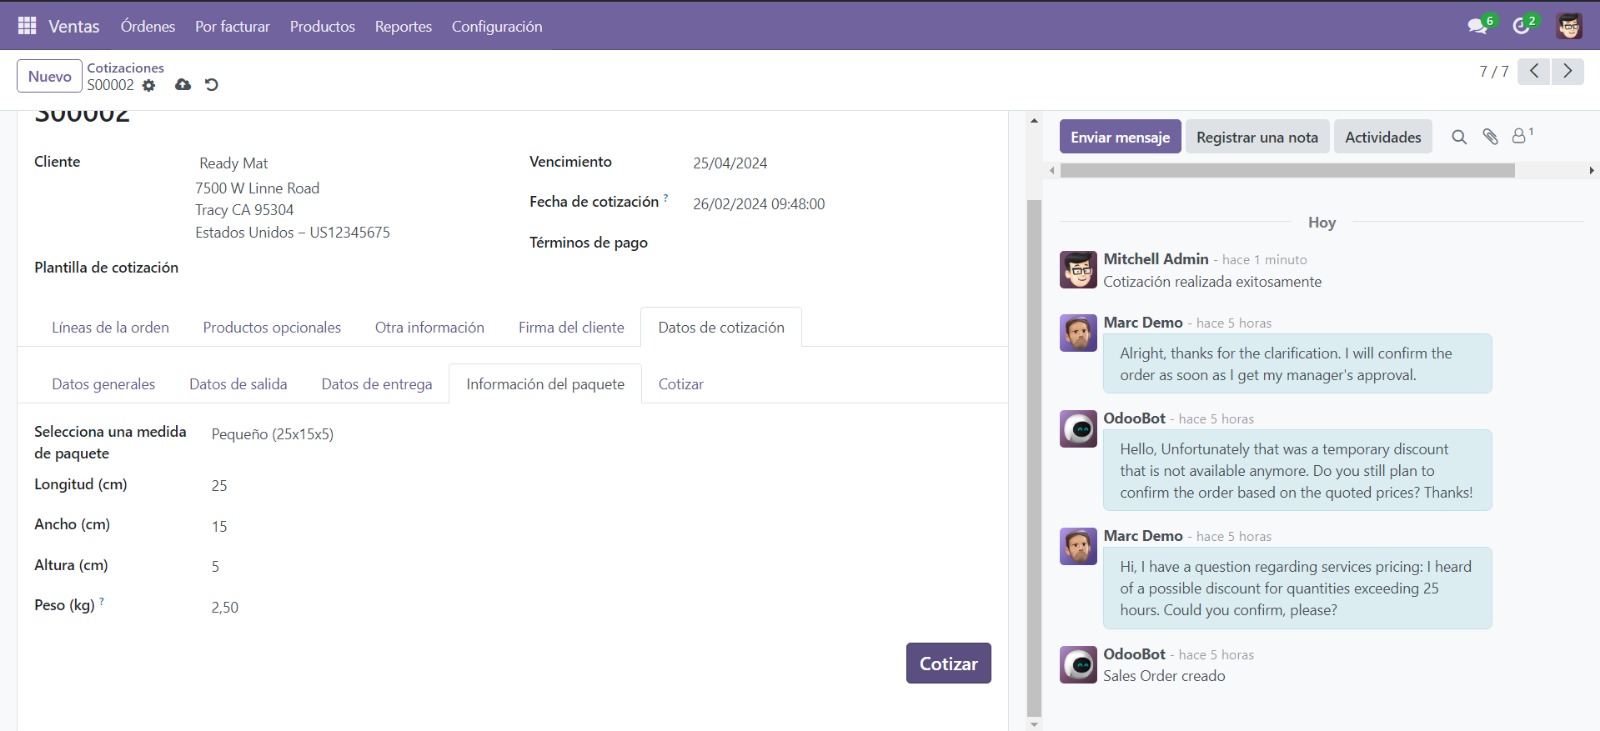 Ventas Órdenes Por facturar Productos Reportes Configuración 6 2
Nuevo Cotizaciones
S00002
7 / 7
S00002
Cliente Ready Mat
7500 W Linne Road
Tracy CA 95304
Estados Unidos – US12345675
Plantilla de cotización
Vencimiento 25/04/2024
Fecha de cotización ? 26/02/2024 09:48:00
Términos de pago
Líneas de la orden Productos opcionales Otra información Firma del cliente Datos de cotización
Datos generales Datos de salida Datos de entrega Información del paquete Cotizar
Selecciona una medida
de paquete
Pequeño (25x15x5)
Longitud (cm) 25
Ancho (cm) 15
Altura (cm) 5
Peso (kg) ? 2,50
Cotizar
Enviar mensaje Registrar una nota Actividades 1
Hoy
Mitchell Admin - hace 1 minuto
Cotización realizada exitosamente
Marc Demo - hace 5 horas
Alright, thanks for the clarification. I will confirm the
order as soon as I get my manager's approval.
OdooBot - hace 5 horas
Hello, Unfortunately that was a temporary discount
that is not available anymore. Do you still plan to
confirm the order based on the quoted prices? Thanks!
Marc Demo - hace 5 horas
Hi, I have a question regarding services pricing: I heard
of a possible discount for quantities exceeding 25
hours. Could you confirm, please?
OdooBot - hace 5 horas
Sales Order creado